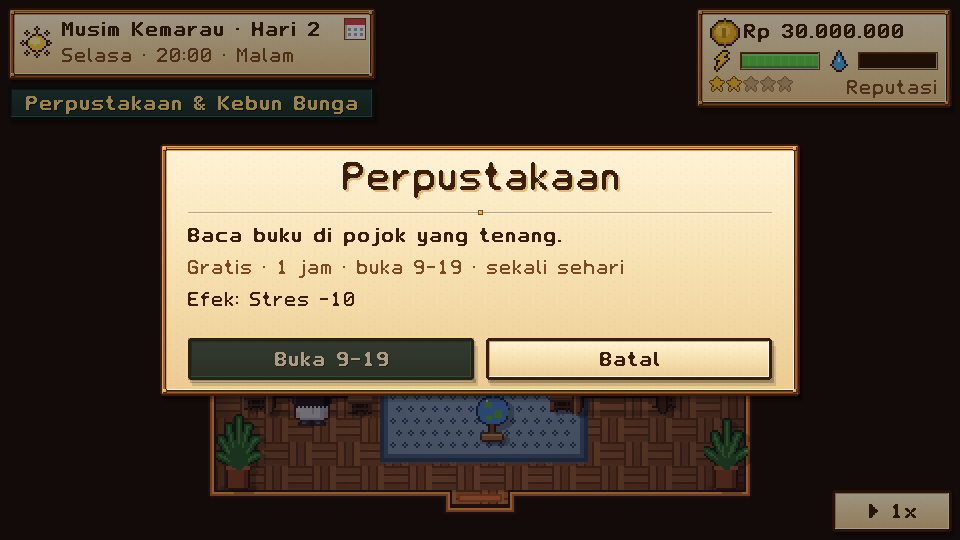 Musim Kemarau · Hari 2
Selasa · 20:00 · Malam
Rp 30.000.000
Reputasi
Perpustakaan & Kebun Bunga
Perpustakaan
Baca buku di pojok yang tenang.
Gratis · 1 jam · buka 9-19 · sekali sehari
Efek: Stres -10
Buka 9-19
Batal
1x